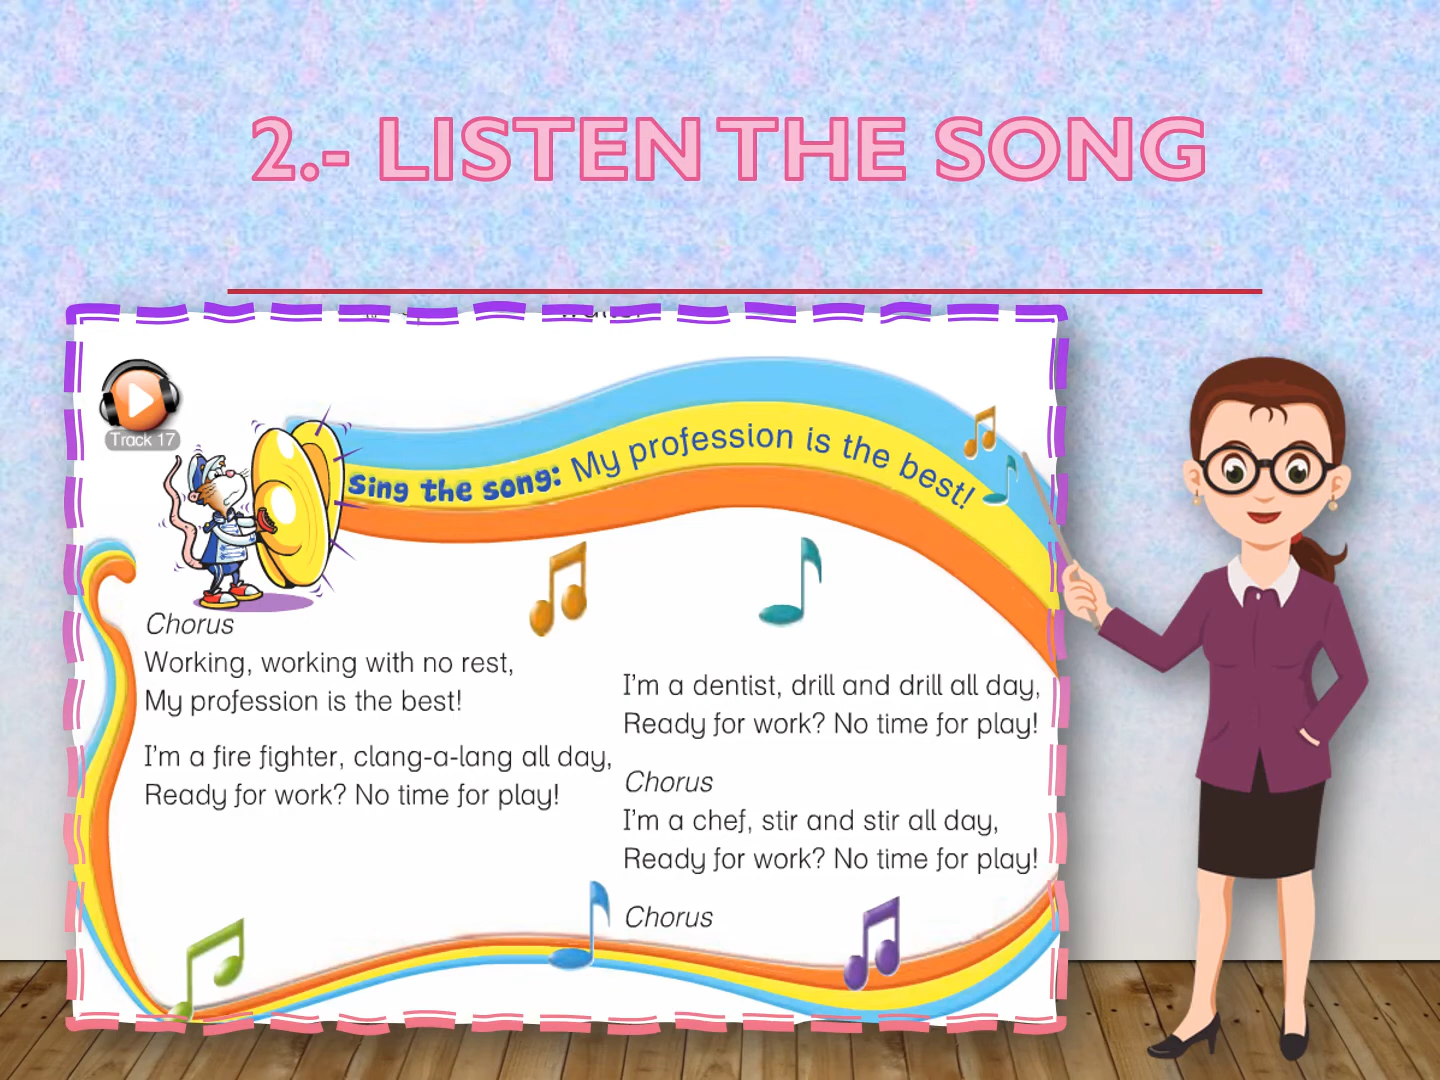 2.- LISTEN THE SONG
Track 17
Sing the song: My profession is the best!
Chorus
Working, working with no rest,
My profession is the best!
I'm a fire fighter, clang-a-lang all day,
Ready for work? No time for play!
I'm a dentist, drill and drill all day,
Ready for work? No time for play!
Chorus
I'm a chef, stir and stir all day,
Ready for work? No time for play!
Chorus